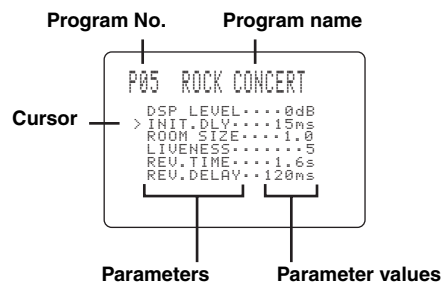 Program No. Program name
P05 ROCK CONCERT
DSP LEVEL････0dB
Cursor > INIT.DLY････15ms
ROOM SIZE････1.0
LIVENESS･･･････5
REV.TIME････1.6s
REV.DELAY･･120ms
Parameters Parameter values